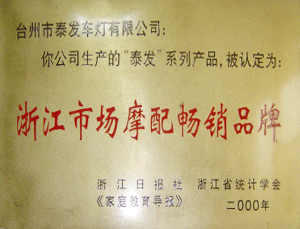 台州市泰发车灯有限公司：
你公司生产的“泰发”系列产品，被认定为：
浙江市场摩配畅销品牌
浙江日报社 浙江省统计学会
《家庭教育导报》 二000年